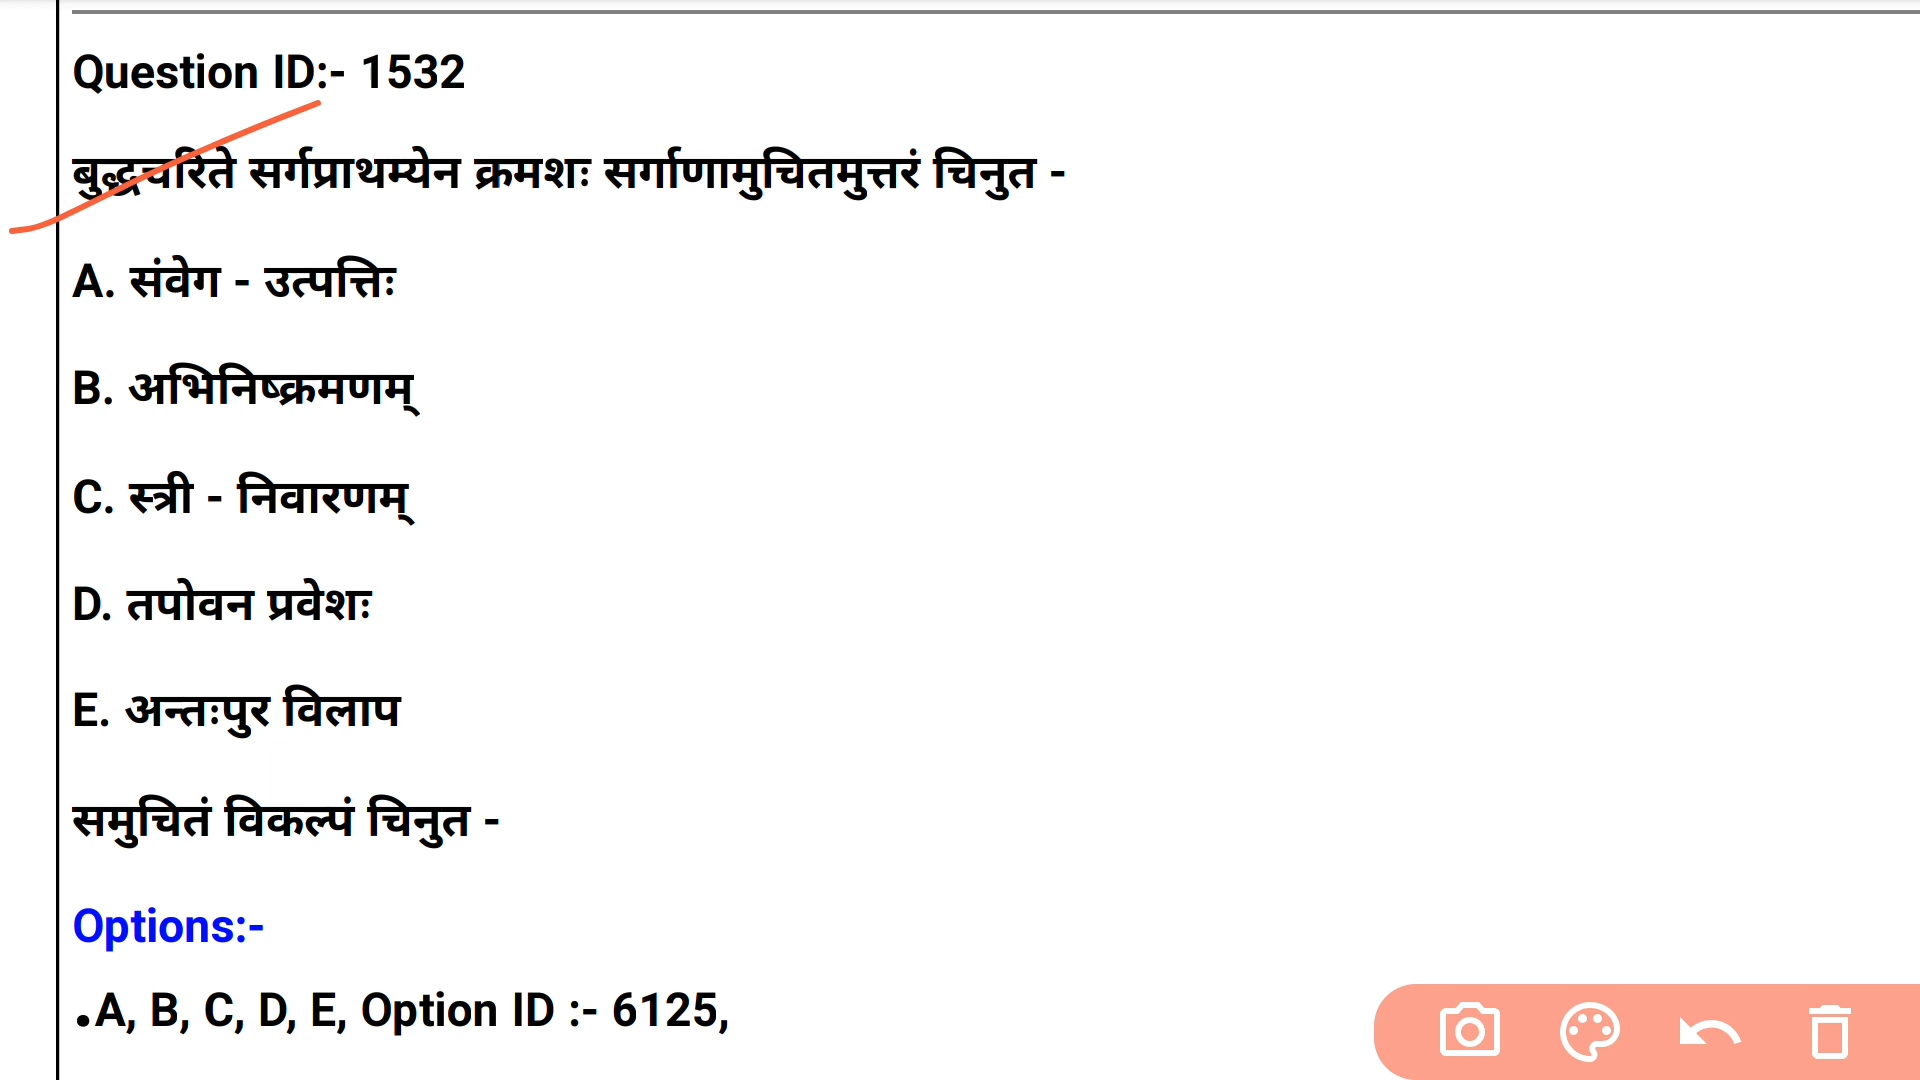 Question ID:- 1532
बुद्धचरिते सर्गप्राथम्येन क्रमशः सर्गाणामुचितमुत्तरं चिनुत -
A. संवेग - उत्पत्तिः
B. अभिनिष्क्रमणम्
C. स्त्री - निवारणम्
D. तपोवन प्रवेशः
E. अन्तःपुर विलाप
समुचितं विकल्पं चिनुत -
Options:-
•A, B, C, D, E, Option ID :- 6125,